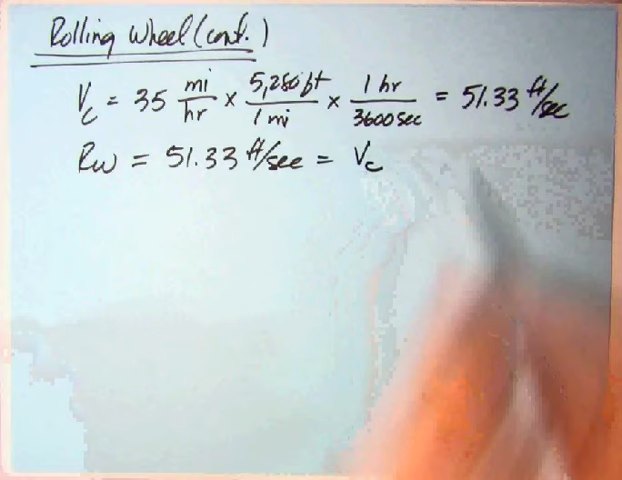 Rolling Wheel (cont.)
Vc = 35 mi/hr × 5,280 ft/1 mi × 1 hr/3600 sec = 51.33 ft/sec
Rω = 51.33 ft/sec = Vc